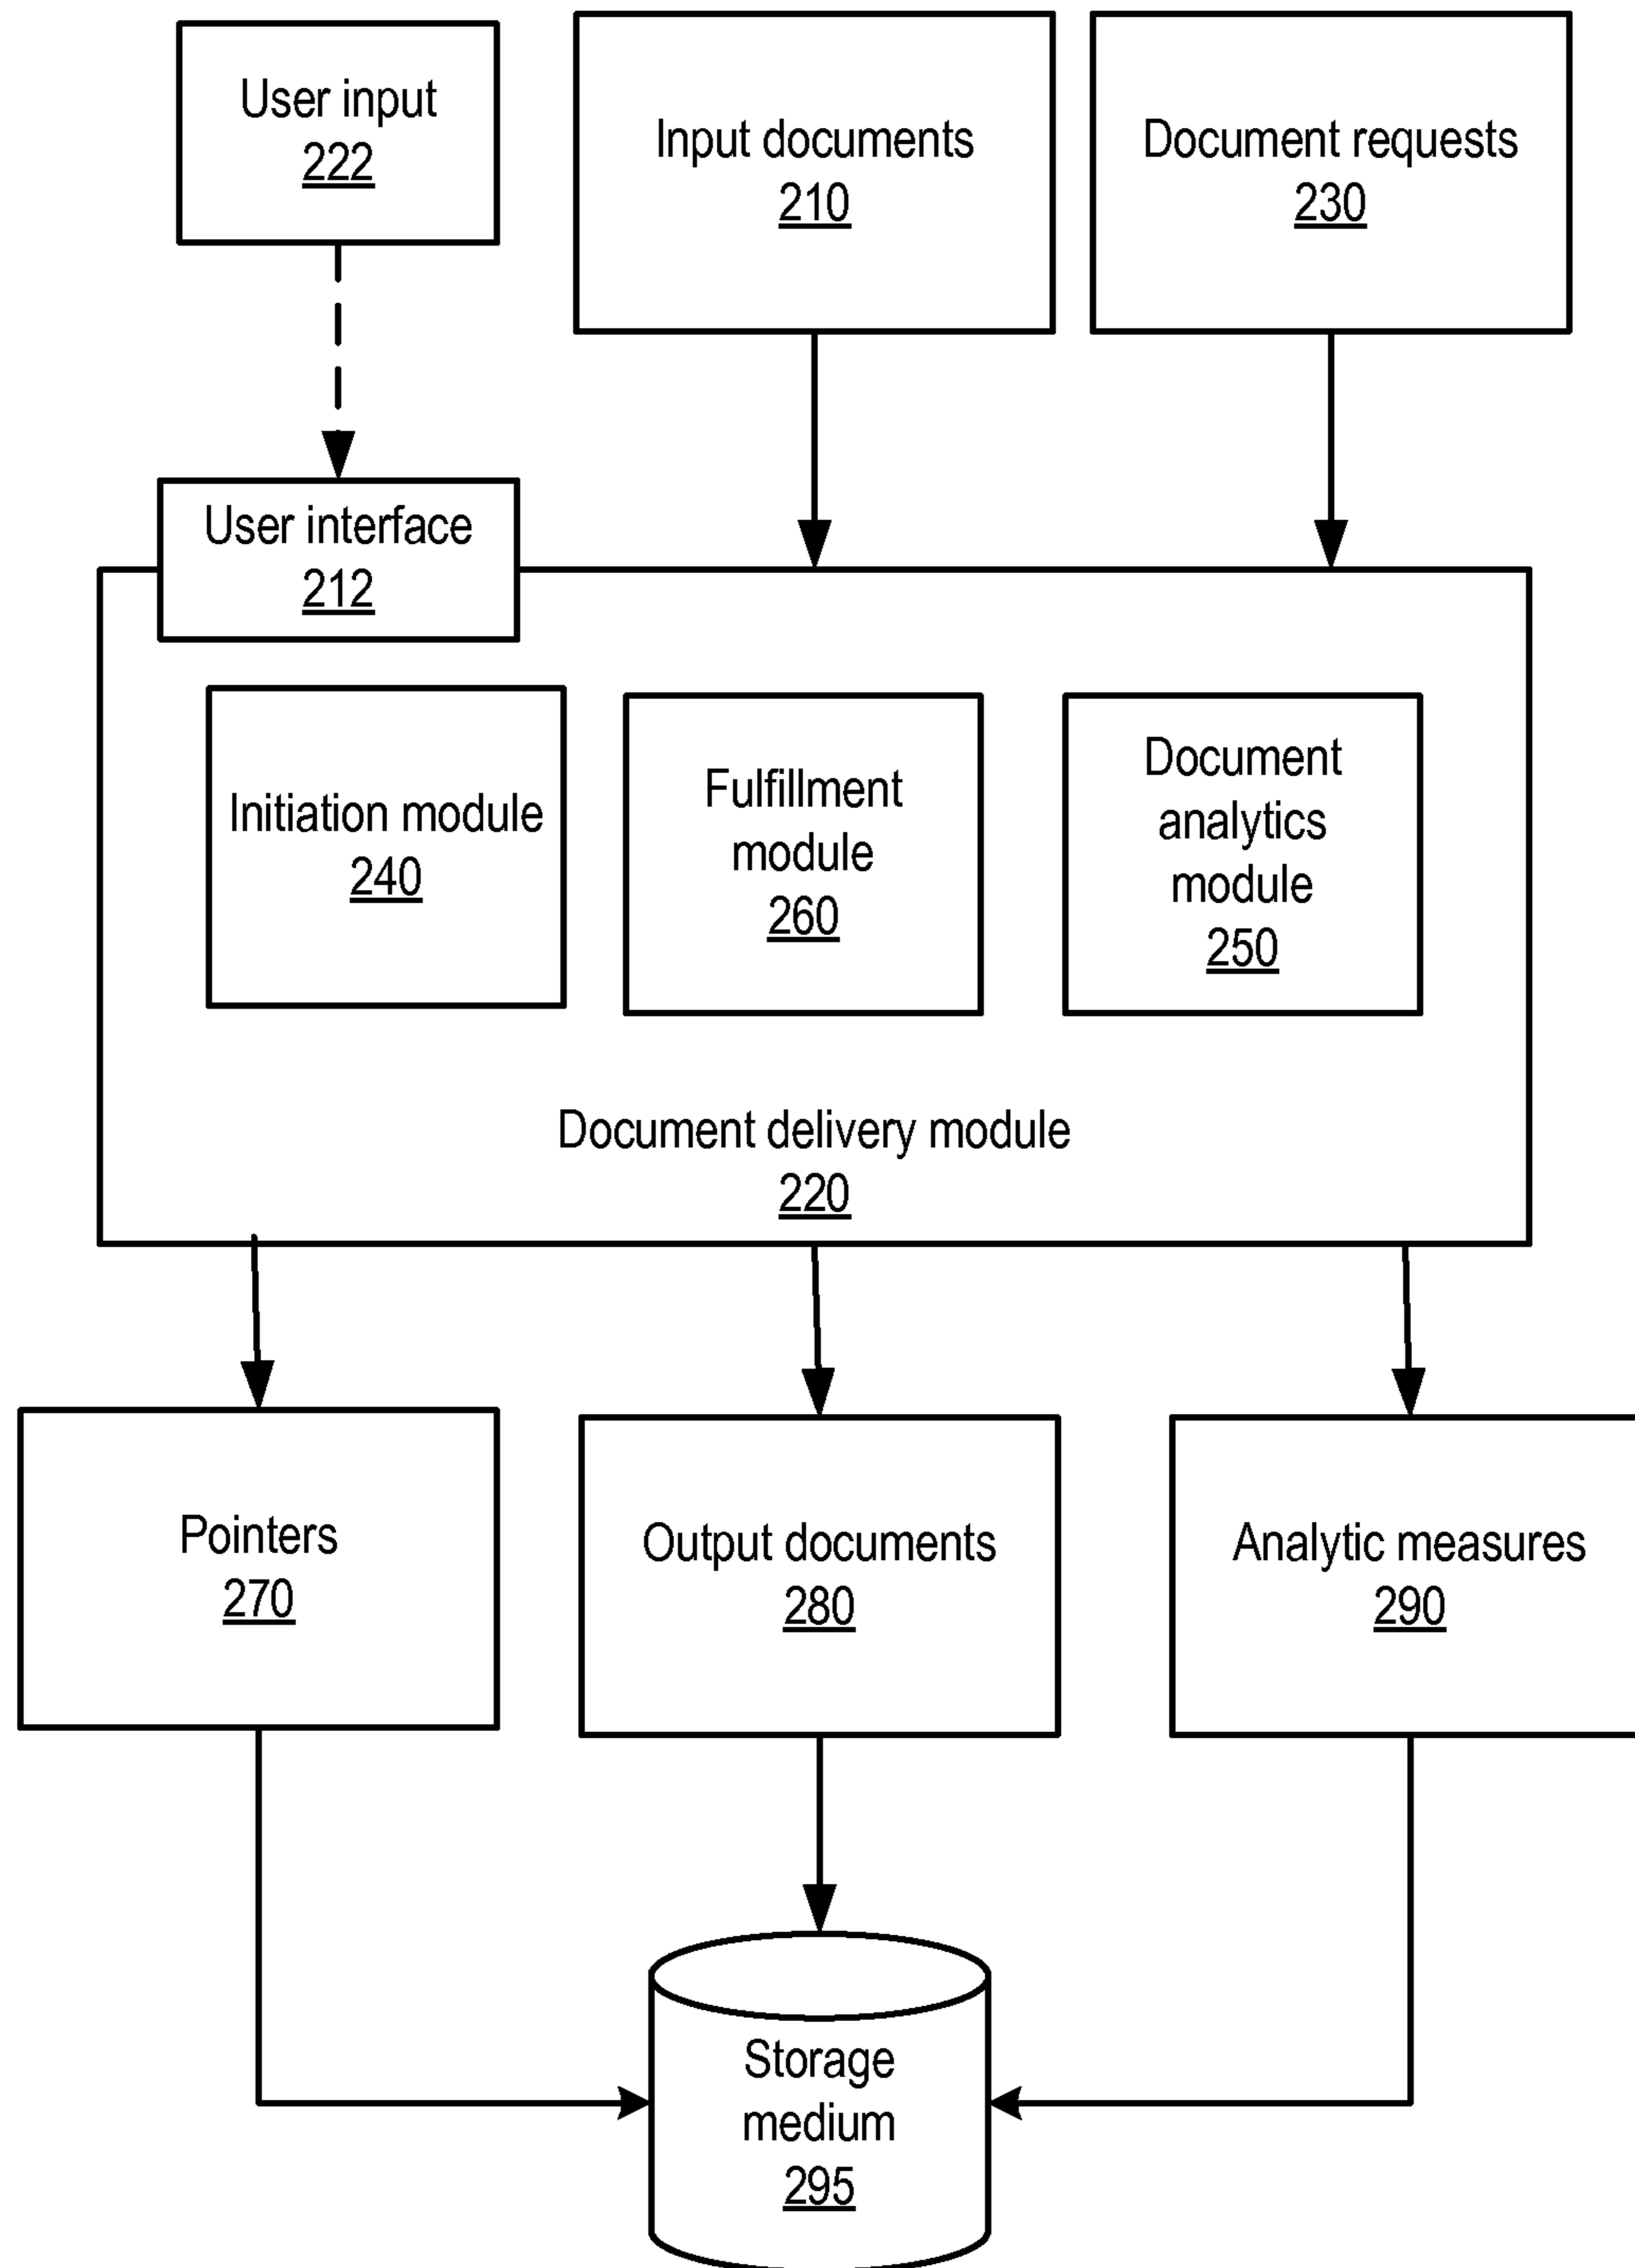 User input
222
Input documents
210
Document requests
230
User interface
212
Initiation module
240
Fulfillment
module
260
Document
analytics
module
250
Document delivery module
220
Pointers
270
Output documents
280
Analytic measures
290
Storage
medium
295